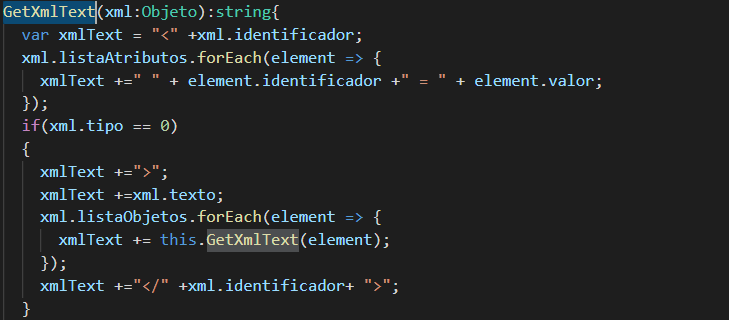 GetXmlText(xml:Objeto):string{
var xmlText = "<" +xml.identificador;
xml.listaAtributos.forEach(element => {
xmlText +=" " + element.identificador +" = " + element.valor;
});
if(xml.tipo == 0)
{
xmlText +=">";
xmlText +=xml.texto;
xml.listaObjetos.forEach(element => {
xmlText += this.GetXmlText(element);
});
xmlText +="</" +xml.identificador+ ">";
}